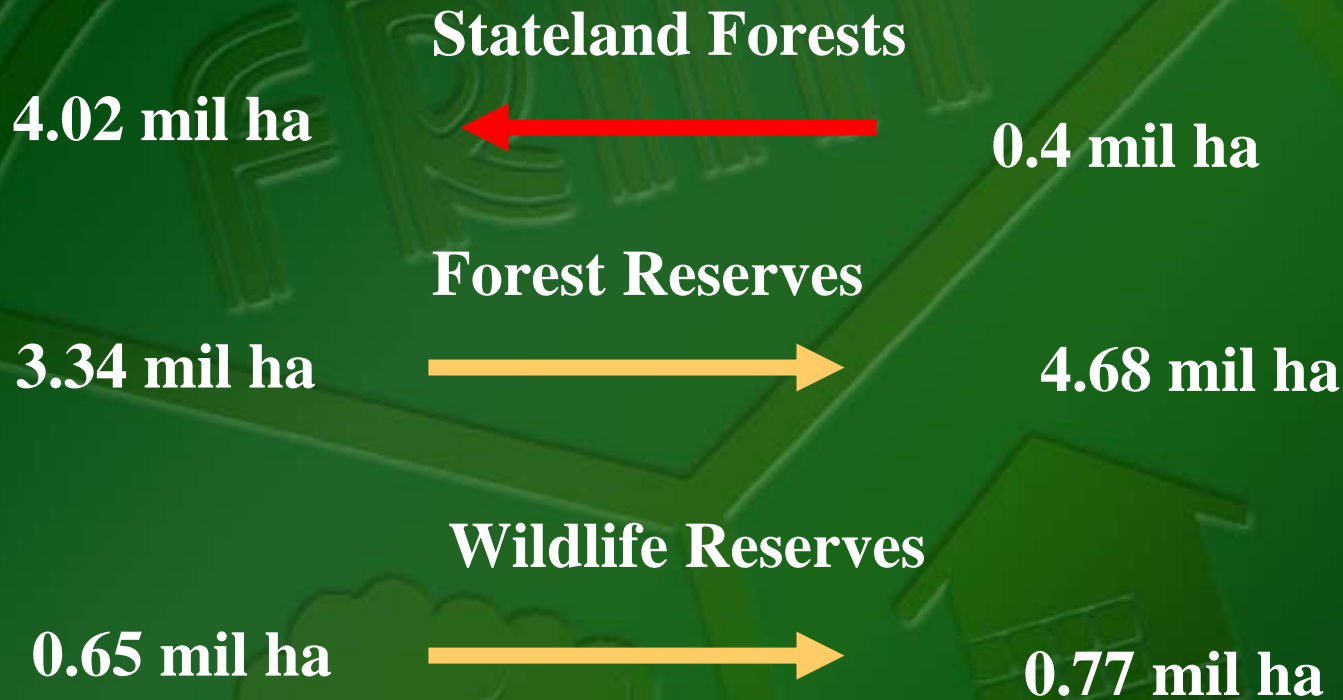 Stateland Forests
4.02 mil ha
0.4 mil ha
Forest Reserves
3.34 mil ha
4.68 mil ha
Wildlife Reserves
0.65 mil ha
0.77 mil ha
FRIM